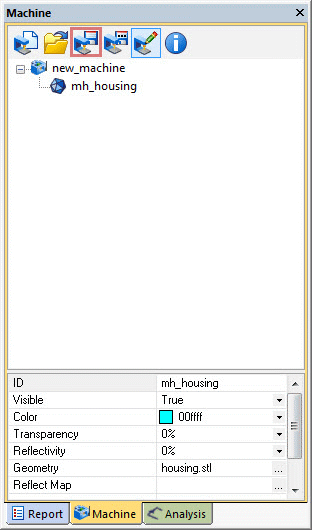 Machine
new_machine
mh_housing
ID mh_housing
Visible True
Color 00ffff
Transparency 0%
Reflectivity 0%
Geometry housing.stl ...
Reflect Map ...
Report Machine Analysis